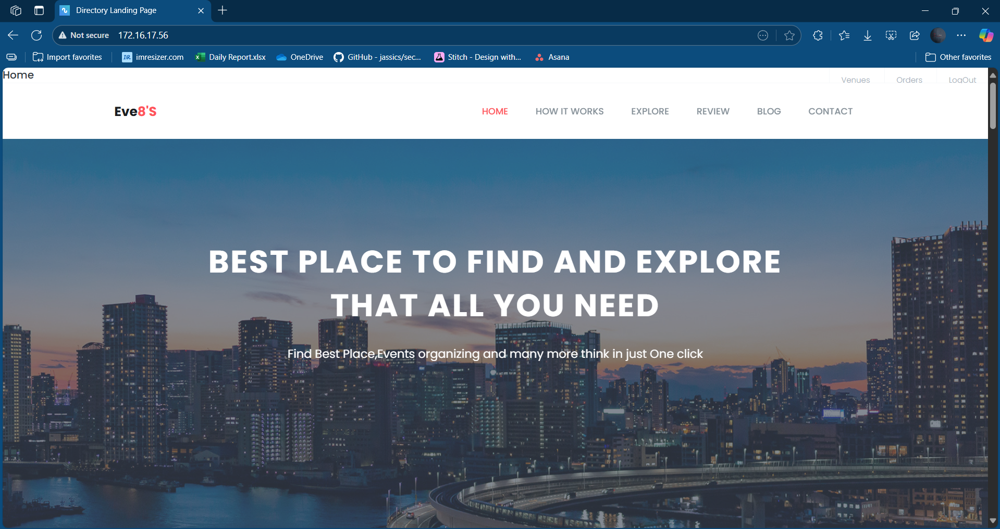 Directory Landing Page
Not secure 172.16.17.56
Import favorites imresizer.com Daily Report.xlsx OneDrive GitHub - jassics/sec... Stitch - Design with... Asana Other favorites
Home
Venues Orders LogOut
Eve8'S HOME HOW IT WORKS EXPLORE REVIEW BLOG CONTACT
BEST PLACE TO FIND AND EXPLORE
THAT ALL YOU NEED
Find Best Place,Events organizing and many more think in just One click